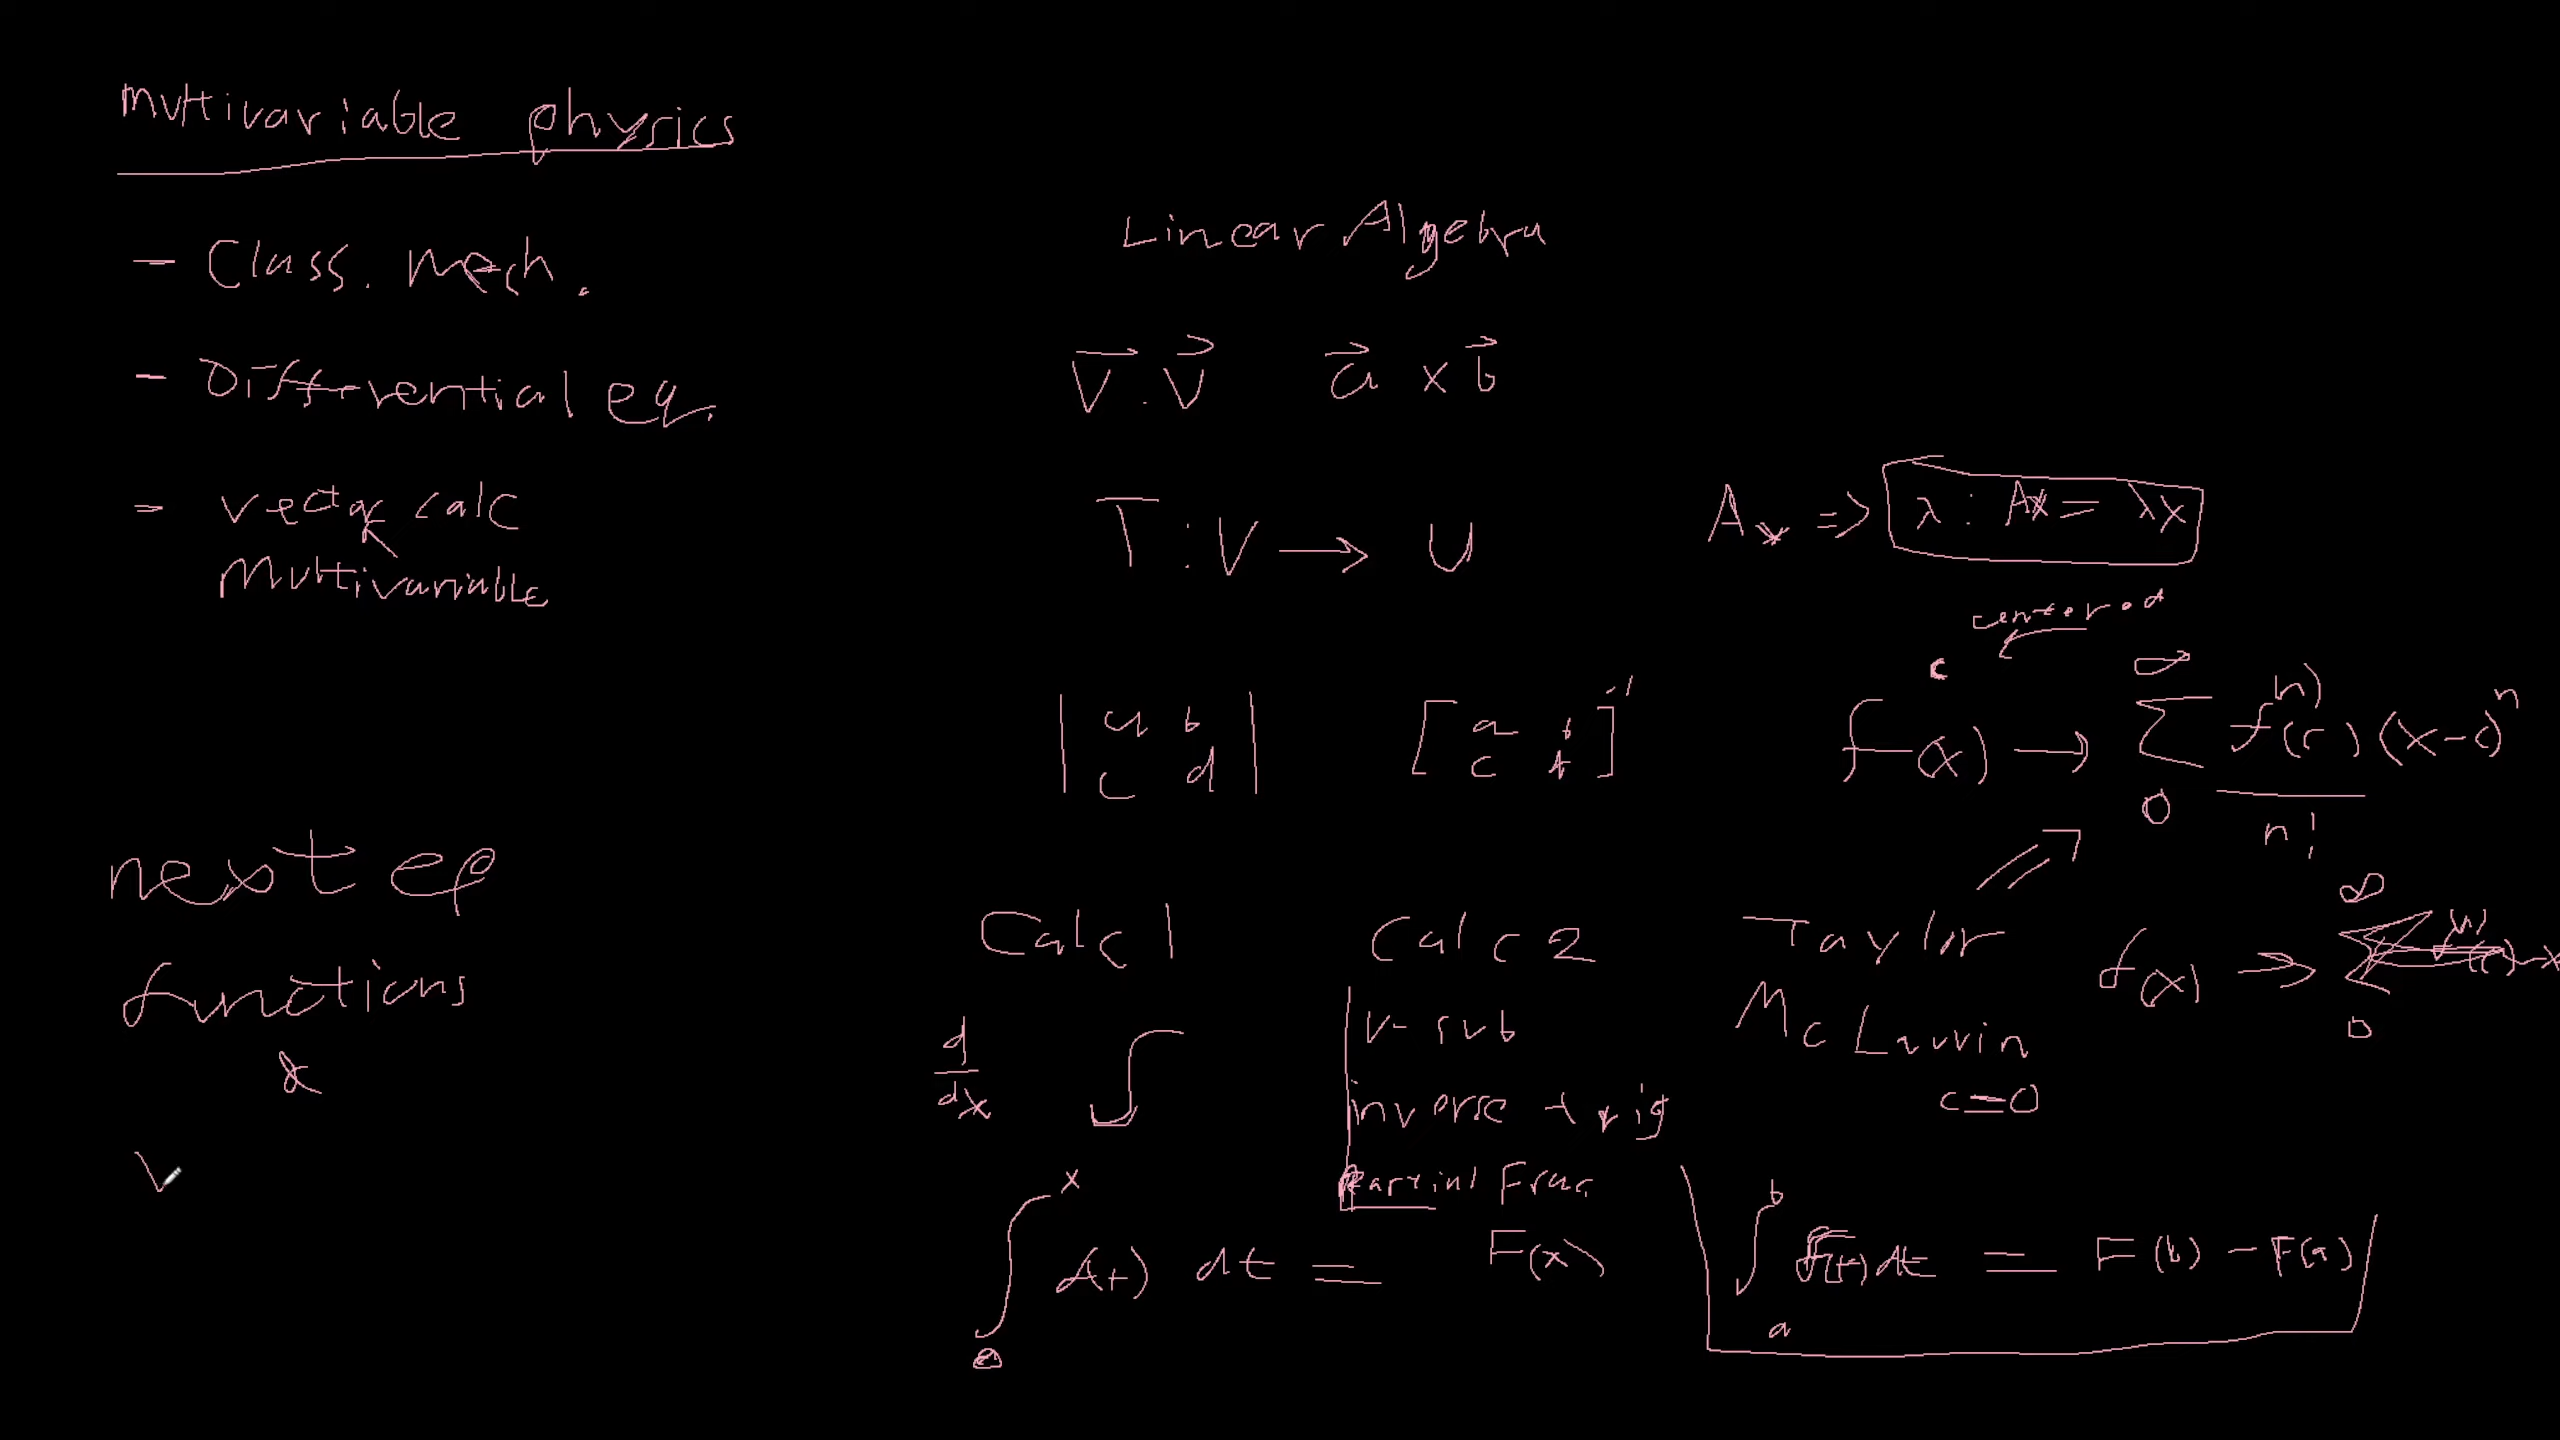 Multivariable physics
- Class. Mech.
- Differential eq.
- vector calc
Multivariable
next ep
functions
&
V
Linear Algebra
V . V a x b
T : V → U
| a b |
| c d |
[ a b ]⁻¹
c d
A ⇒ λ : Ax = λx
centered
c
f(x) → ∞ Σ 0 f⁽ⁿ⁾(c) (x-c)ⁿ
n!
Calc 1
d
dx
∫
Calc 2
u-sub
inverse trig
Partial Frac.
Taylor
McLaurin
c=0
f(x) → ∞ Σ 0
∫ x f(t) dt = F(x)
∫ b a f(t) dt = F(b) - F(a)